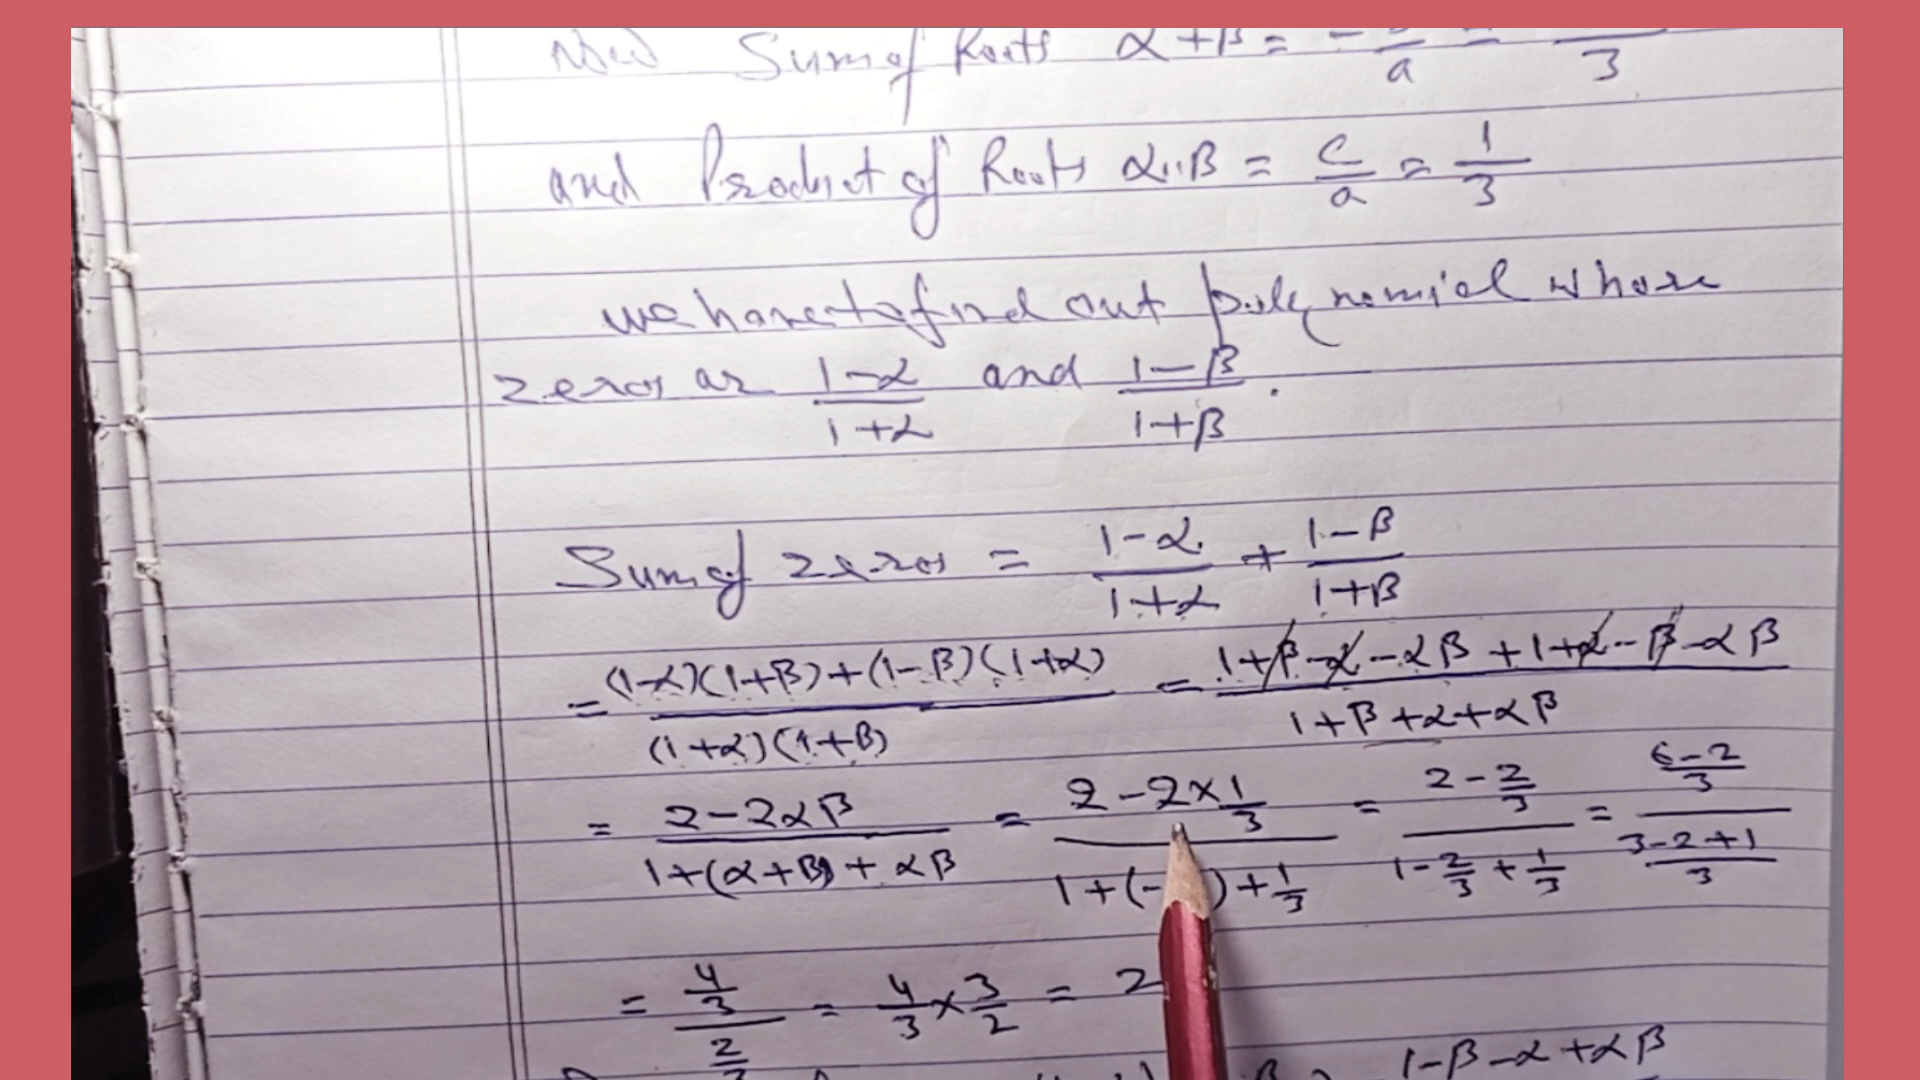 Now Sum of Roots α+β = - /a = /3
and Product of Roots α.β = c/a = 1/3
we have to find out polynomial whose
zeros ar 1-α/1+α and 1-β/1+β .
Sum of zeros = 1-α/1+α + 1-β/1+β
= (1-α)(1+β)+(1-β)(1+α)/(1+α)(1+β) = 1+β-α-αβ+1+α-β-αβ/1+β+α+αβ
= 2-2αβ/1+(α+β)+αβ = 2-2×1/3/1+(- )+1/3 = 2-2/3/1-2/3+1/3 = 6-2/3/3-2+1/3
= 4/3/2/3 = 4/3×3/2 = 2
1-β-α+αβ